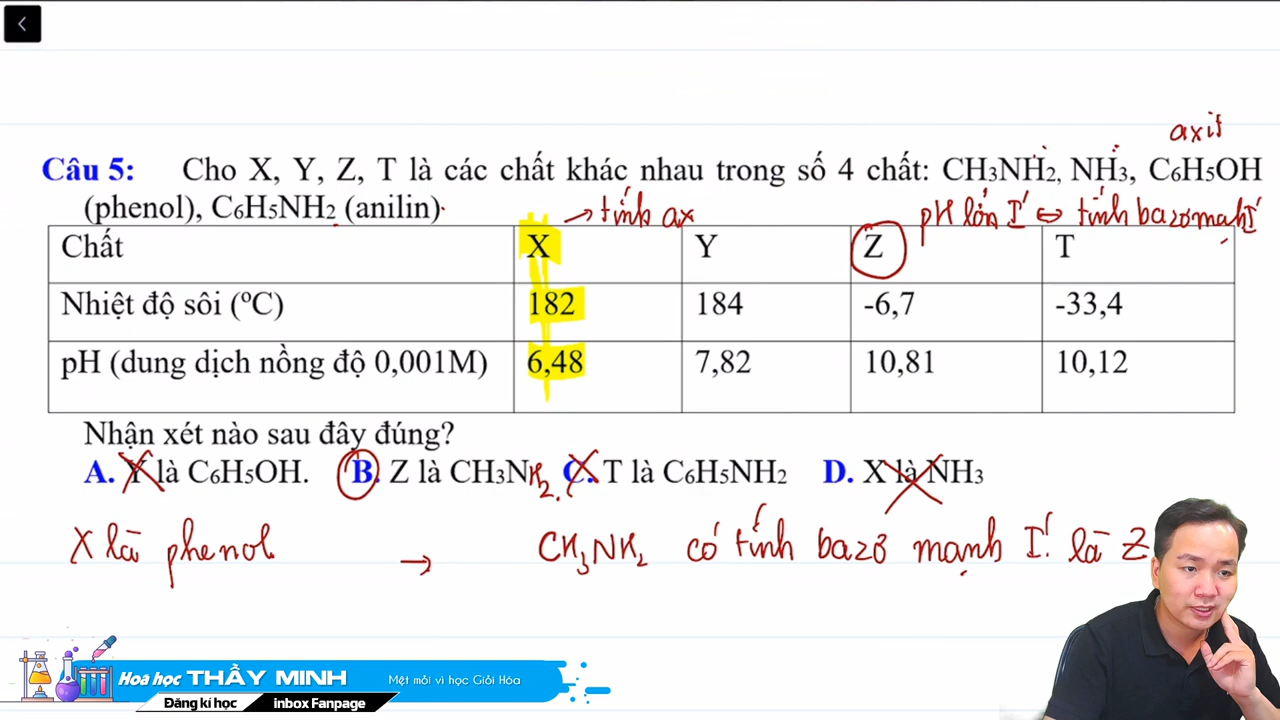 axit
Câu 5: Cho X, Y, Z, T là các chất khác nhau trong số 4 chất: CH3NH2, NH3, C6H5OH
(phenol), C6H5NH2 (anilin)
→ tính ax
pH lớn I ⇔ tính bazơ mạnh I
Chất X Y Z T
Nhiệt độ sôi (ºC) 182 184 -6,7 -33,4
pH (dung dịch nồng độ 0,001M) 6,48 7,82 10,81 10,12
Nhận xét nào sau đây đúng?
A. Y là C6H5OH. B. Z là CH3NH2. C. T là C6H5NH2 D. X là NH3
X là phenol → CH3NH2 có tính bazơ mạnh I. là Z
Hoá học THẦY MINH
Mệt mỏi vì học Giỏi Hóa
Đăng kí học inbox Fanpage